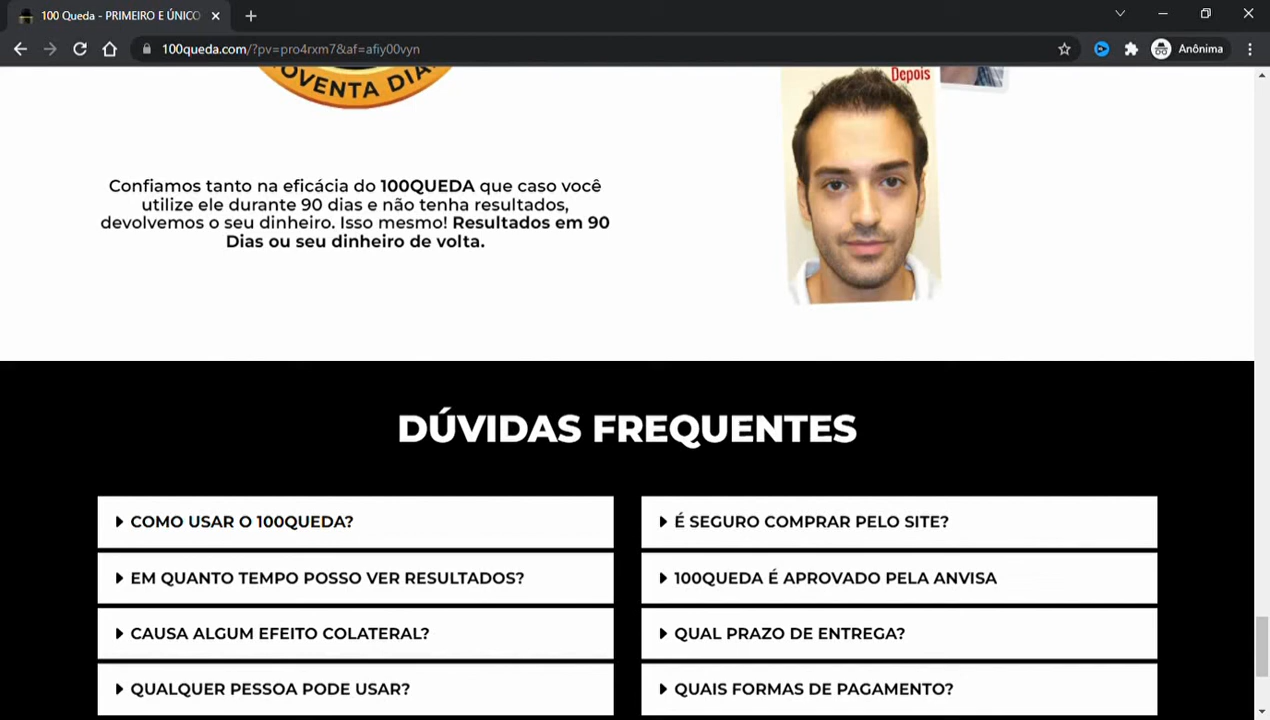 100 Queda - PRIMEIRO E ÚNICO
100queda.com/?pv=pro4rxm7&af=afiy00vyn
Anônima
NOVENTA DIAS
Depois
Confiamos tanto na eficácia do 100QUEDA que caso você
utilize ele durante 90 dias e não tenha resultados,
devolvemos o seu dinheiro. Isso mesmo! Resultados em 90
Dias ou seu dinheiro de volta.
DÚVIDAS FREQUENTES
COMO USAR O 100QUEDA?
EM QUANTO TEMPO POSSO VER RESULTADOS?
CAUSA ALGUM EFEITO COLATERAL?
QUALQUER PESSOA PODE USAR?
É SEGURO COMPRAR PELO SITE?
100QUEDA É APROVADO PELA ANVISA
QUAL PRAZO DE ENTREGA?
QUAIS FORMAS DE PAGAMENTO?